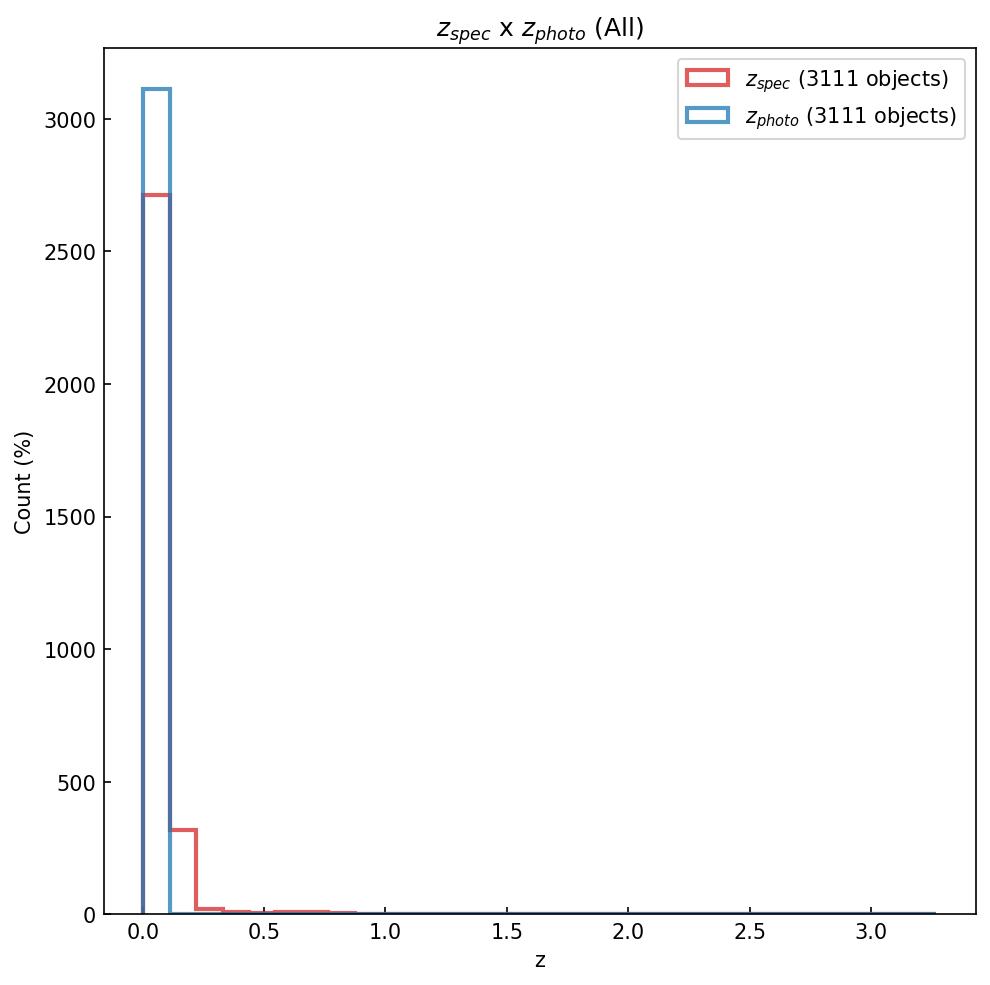 z_spec x z_photo (All)
z_spec (3111 objects)
z_photo (3111 objects)
Count (%)
3000
2500
2000
1500
1000
500
0
0.0 0.5 1.0 1.5 2.0 2.5 3.0
z